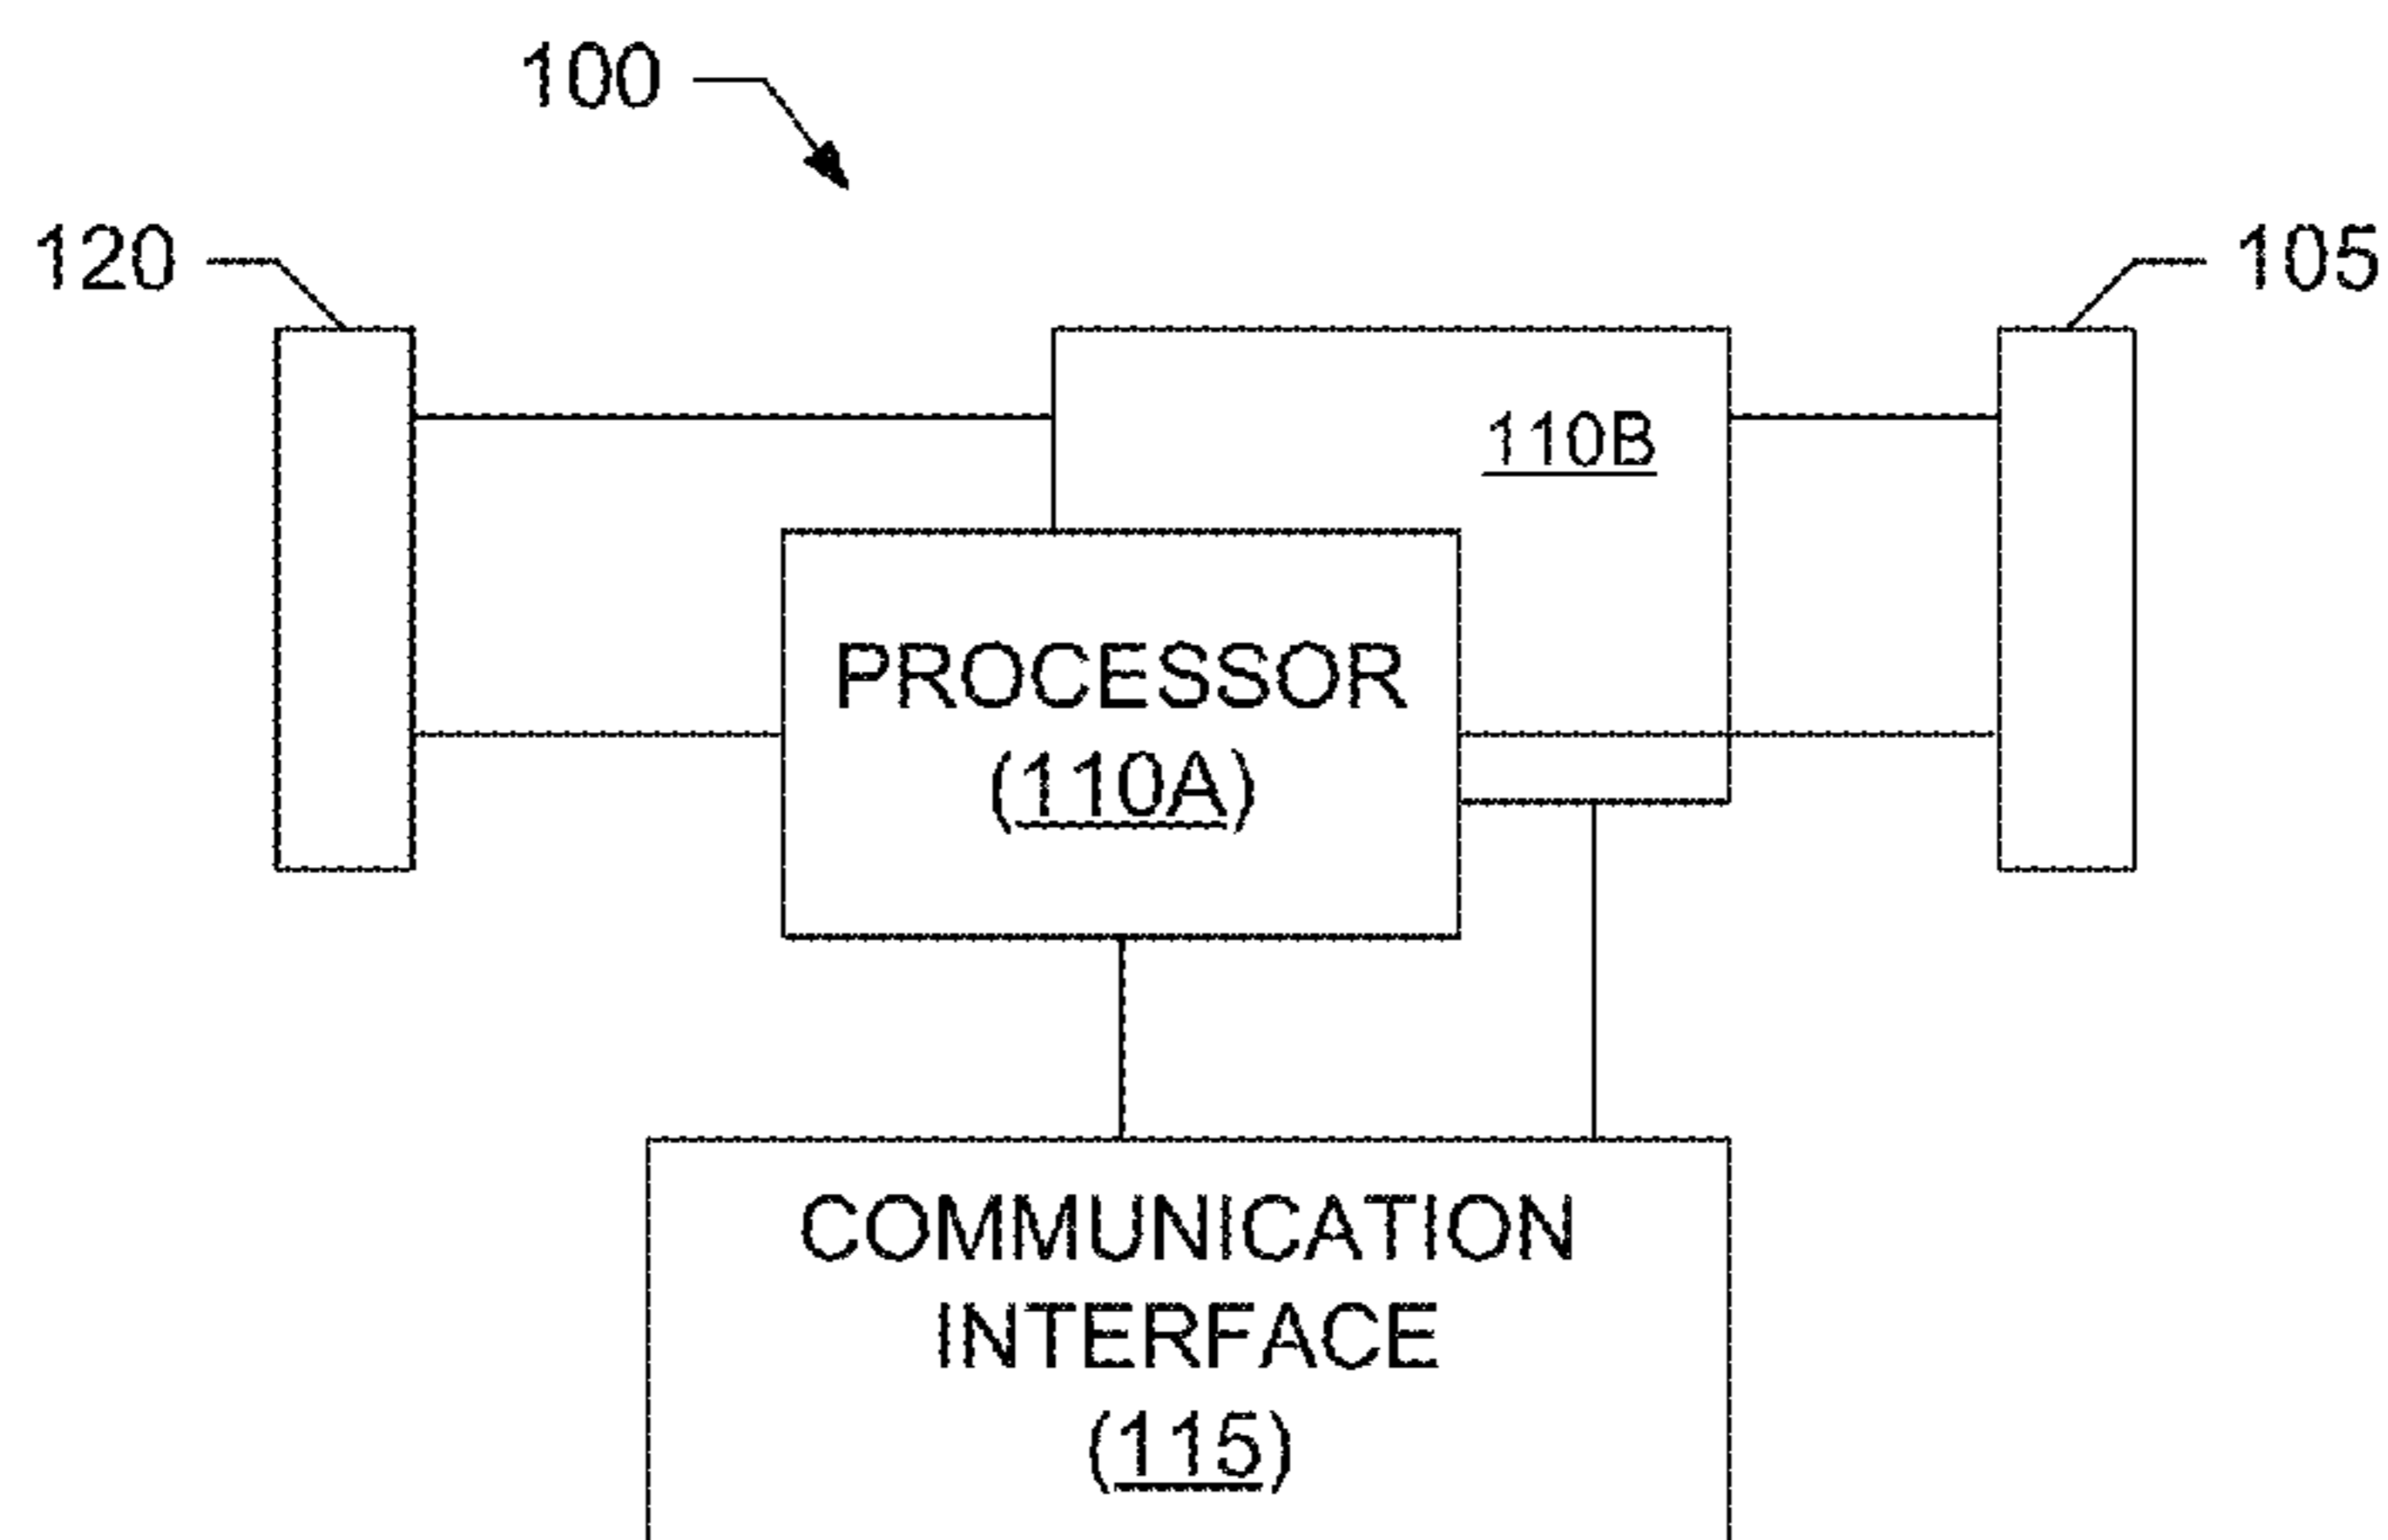 100
120
105
110B
PROCESSOR
(110A)
COMMUNICATION
INTERFACE
(115)